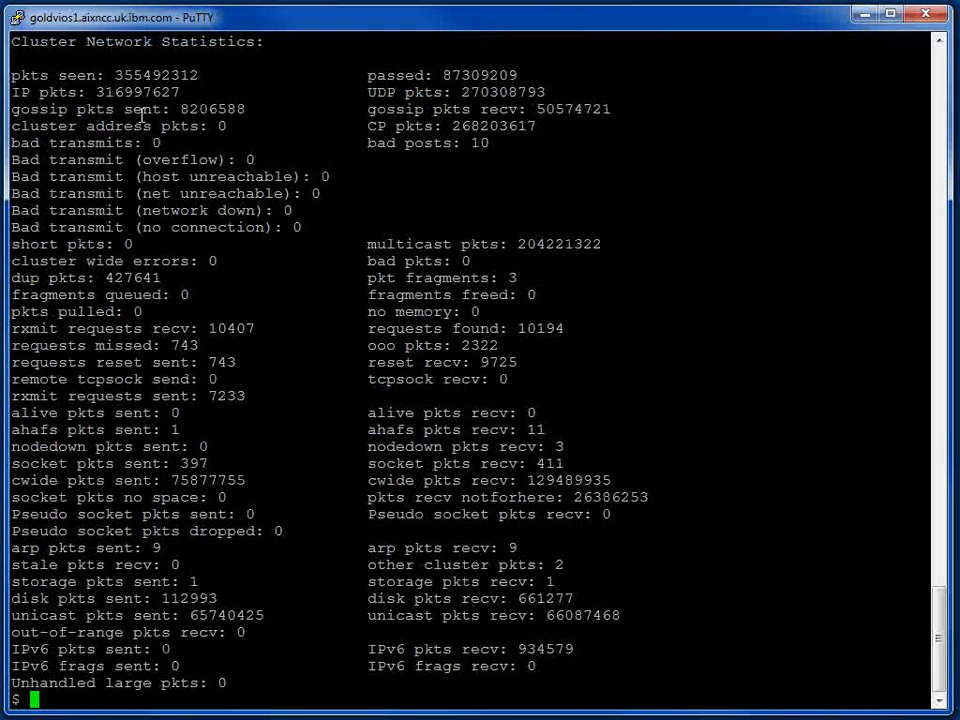 goldvios1.aixncc.uk.ibm.com - PuTTY
Cluster Network Statistics:
pkts seen: 355492312 passed: 87309209
IP pkts: 316997627 UDP pkts: 270308793
gossip pkts sent: 8206588 gossip pkts recv: 50574721
cluster address pkts: 0 CP pkts: 268203617
bad transmits: 0 bad posts: 10
Bad transmit (overflow): 0
Bad transmit (host unreachable): 0
Bad transmit (net unreachable): 0
Bad transmit (network down): 0
Bad transmit (no connection): 0
short pkts: 0 multicast pkts: 204221322
cluster wide errors: 0 bad pkts: 0
dup pkts: 427641 pkt fragments: 3
fragments queued: 0 fragments freed: 0
pkts pulled: 0 no memory: 0
rxmit requests recv: 10407 requests found: 10194
requests missed: 743 ooo pkts: 2322
requests reset sent: 743 reset recv: 9725
remote tcpsock send: 0 tcpsock recv: 0
rxmit requests sent: 7233
alive pkts sent: 0 alive pkts recv: 0
ahafs pkts sent: 1 ahafs pkts recv: 11
nodedown pkts sent: 0 nodedown pkts recv: 3
socket pkts sent: 397 socket pkts recv: 411
cwide pkts sent: 75877755 cwide pkts recv: 129489935
socket pkts no space: 0 pkts recv notforhere: 26386253
Pseudo socket pkts sent: 0 Pseudo socket pkts recv: 0
Pseudo socket pkts dropped: 0
arp pkts sent: 9 arp pkts recv: 9
stale pkts recv: 0 other cluster pkts: 2
storage pkts sent: 1 storage pkts recv: 1
disk pkts sent: 112993 disk pkts recv: 661277
unicast pkts sent: 65740425 unicast pkts recv: 66087468
out-of-range pkts recv: 0
IPv6 pkts sent: 0 IPv6 pkts recv: 934579
IPv6 frags sent: 0 IPv6 frags recv: 0
Unhandled large pkts: 0
$